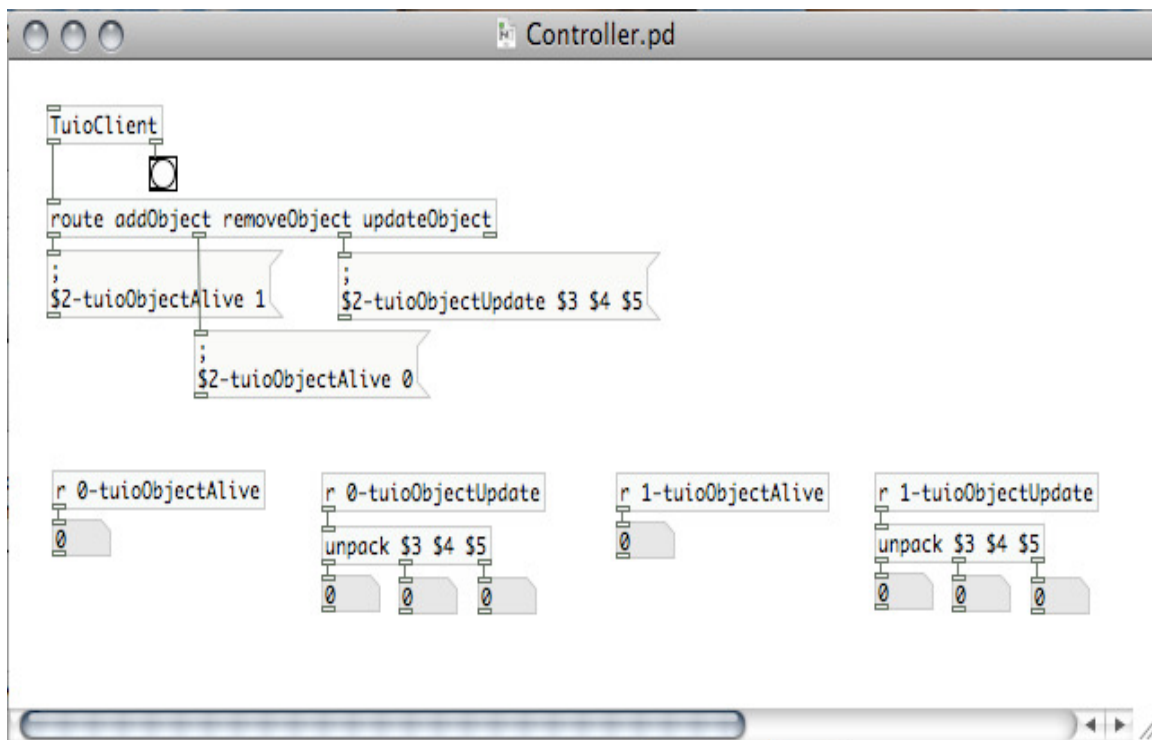 Controller.pd
TuioClient
route addObject removeObject updateObject
;
$2-tuioObjectAlive 1
;
$2-tuioObjectUpdate $3 $4 $5
;
$2-tuioObjectAlive 0
r 0-tuioObjectAlive
0
r 0-tuioObjectUpdate
unpack $3 $4 $5
0 0 0
r 1-tuioObjectAlive
0
r 1-tuioObjectUpdate
unpack $3 $4 $5
0 0 0